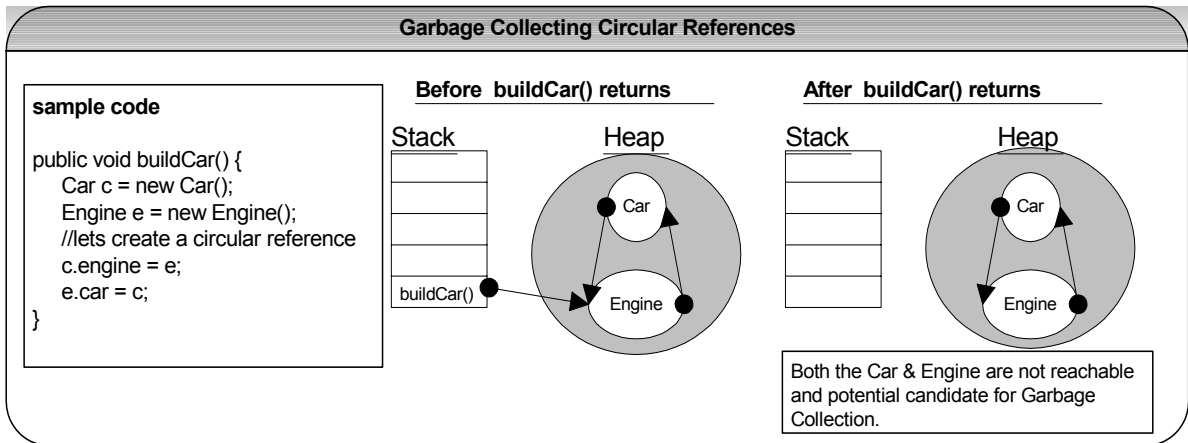 Garbage Collecting Circular References
sample code
public void buildCar() {
Car c = new Car();
Engine e = new Engine();
//lets create a circular reference
c.engine = e;
e.car = c;
}
Before buildCar() returns
Stack
Heap
Car
buildCar()
Engine
After buildCar() returns
Stack
Heap
Car
Engine
Both the Car & Engine are not reachable
and potential candidate for Garbage
Collection.